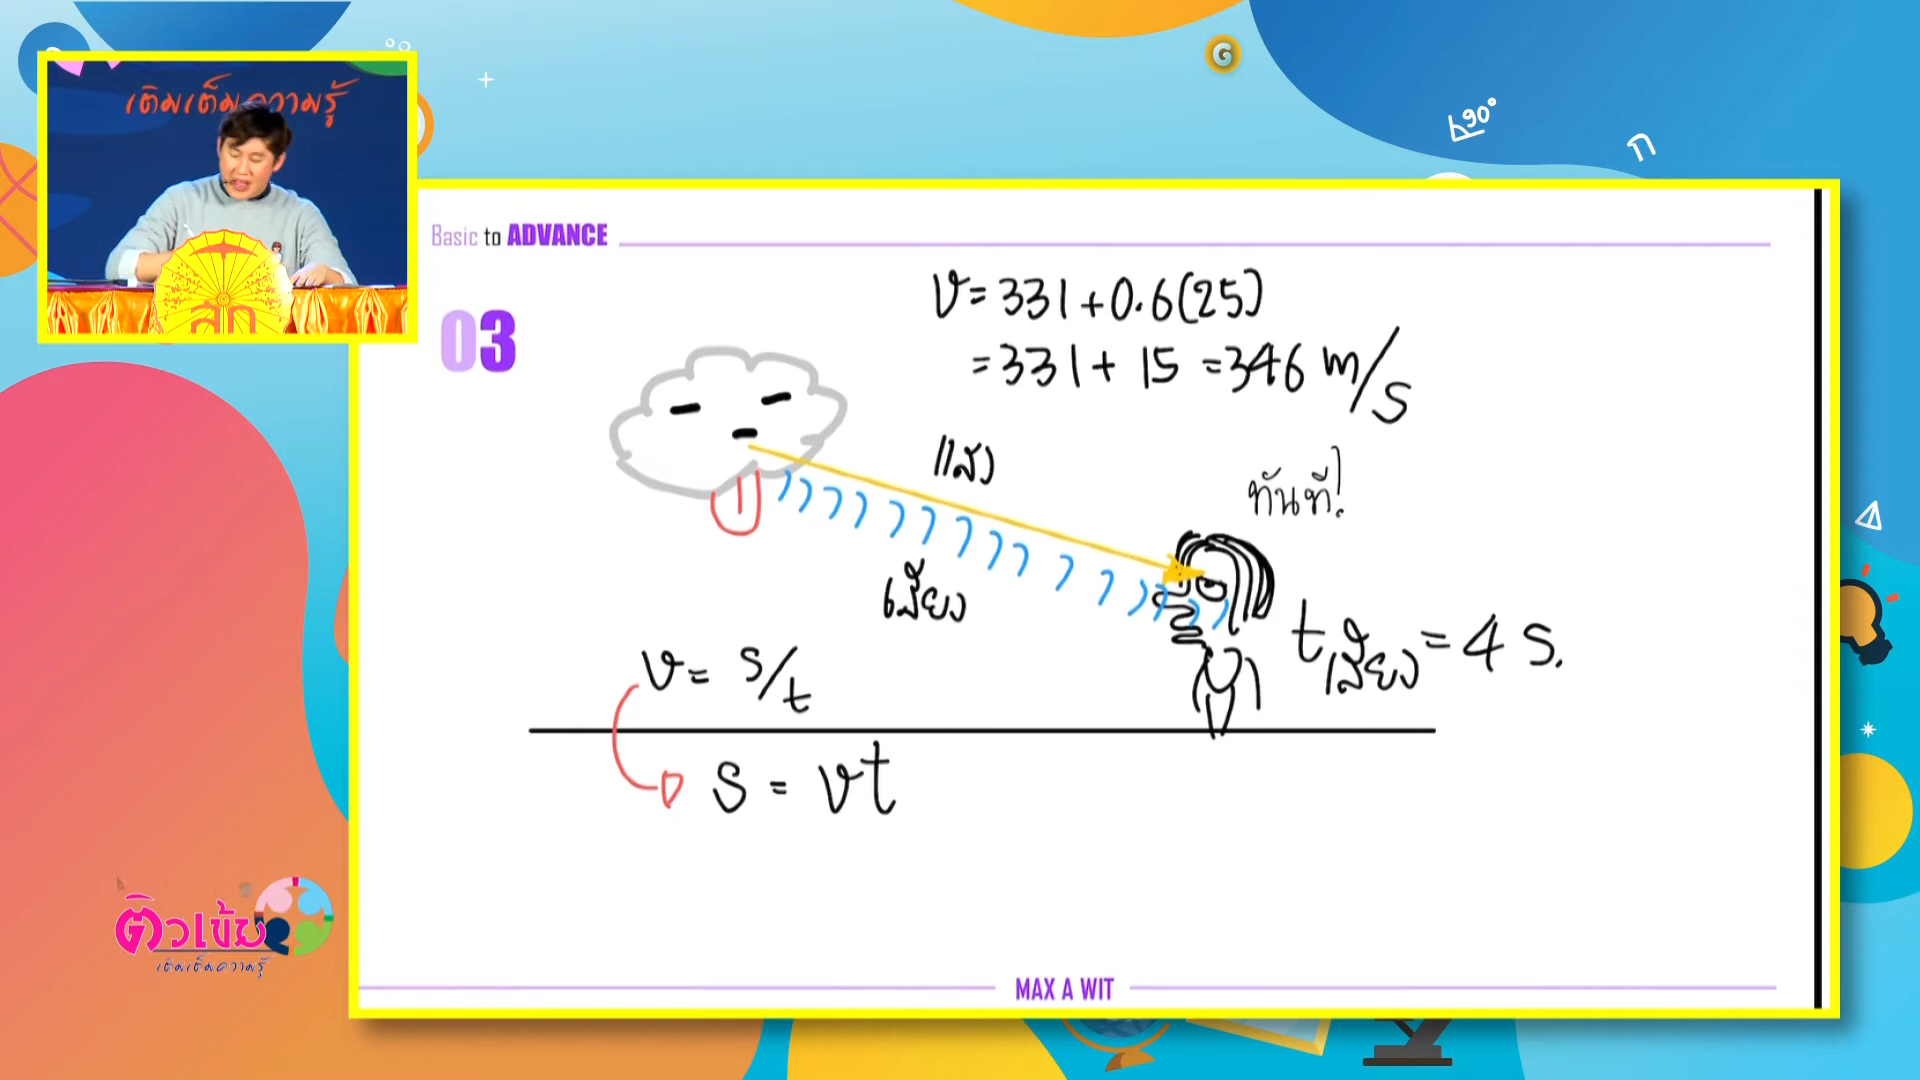 เติมเต็มความรู้
Basic to ADVANCE
03
v = 331 + 0.6(25)
= 331 + 15 = 346 m/s
แสง
ทันที!
เสียง
t เสียง = 4 s.
v = s/t
s = vt
ติวเข้ม
เติมเต็มความรู้
MAX A WIT
90°
ก
G